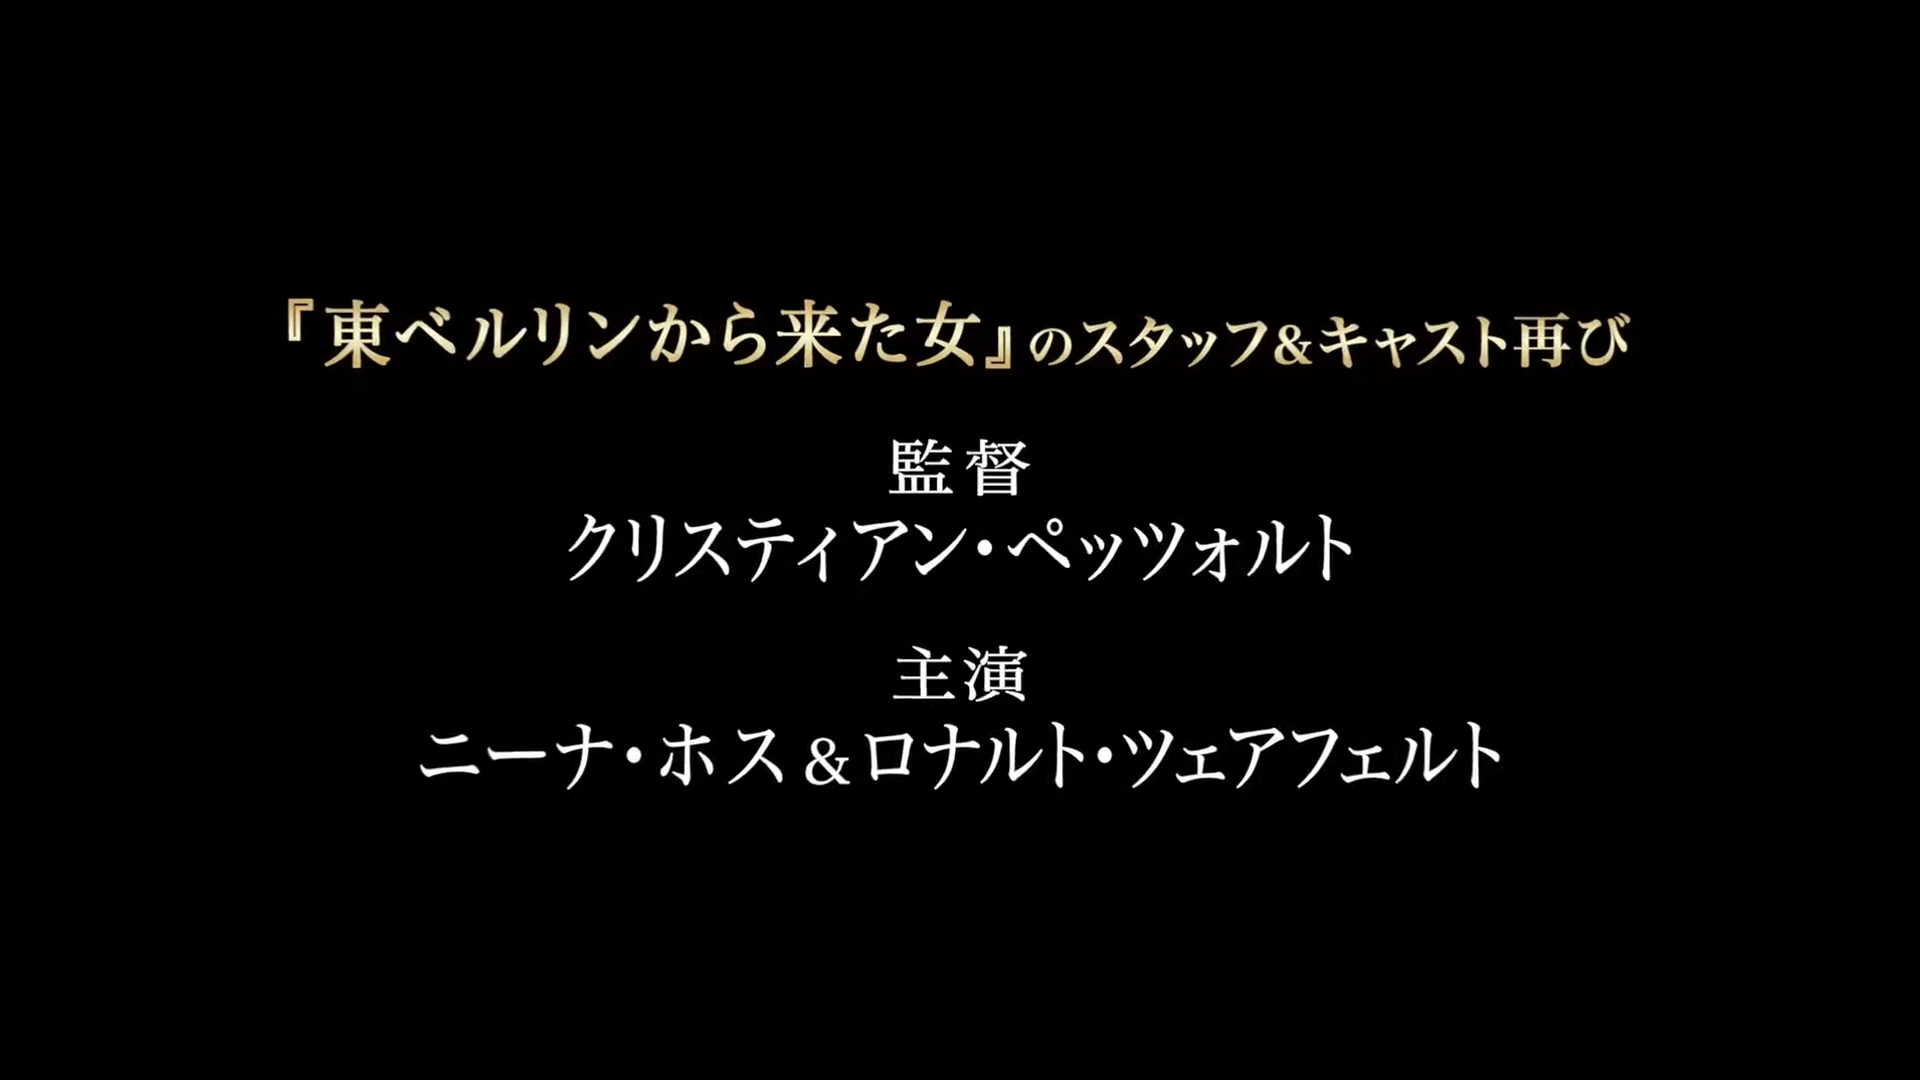 『東ベルリンから来た女』のスタッフ&キャスト再び
監督
クリスティアン・ペッツォルト
主演
ニーナ・ホス&ロナルト・ツェアフェルト